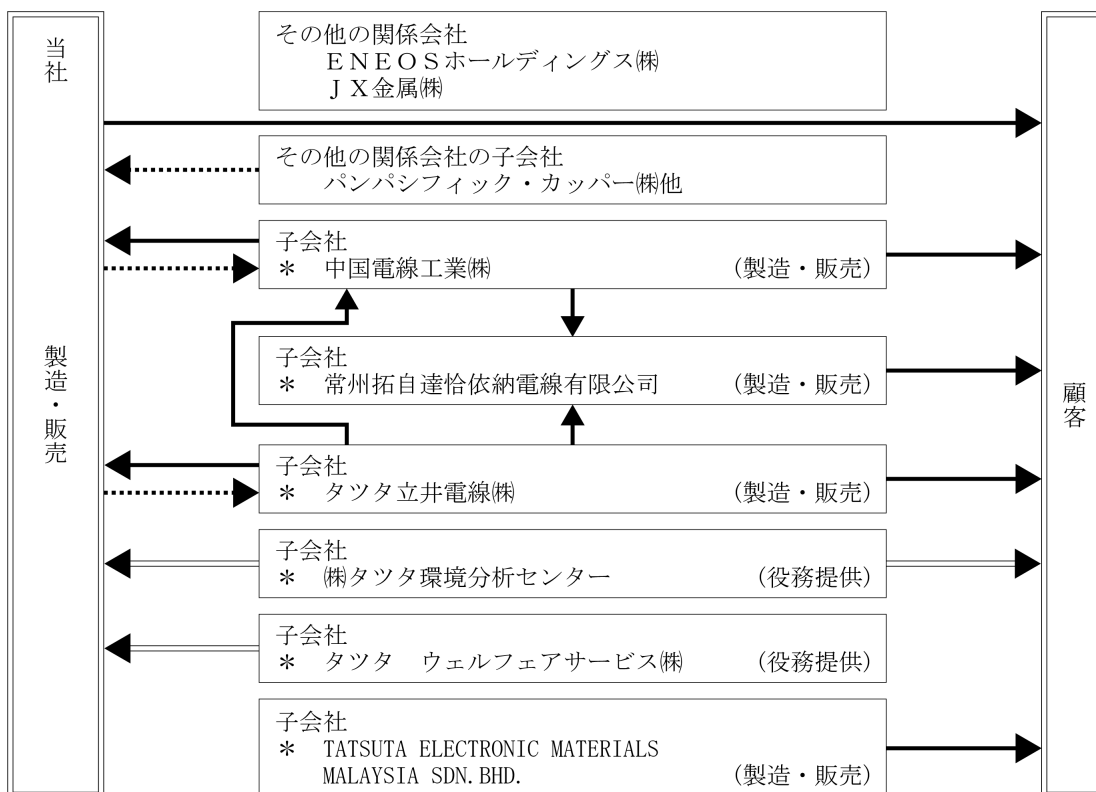 当社
製造・販売
その他の関係会社
ＥＮＥＯＳホールディングス㈱
ＪＸ金属㈱
その他の関係会社の子会社
パンパシフィック・カッパー㈱他
子会社
＊　中国電線工業㈱　（製造・販売）
子会社
＊　常州拓自達恰依納電線有限公司　（製造・販売）
子会社
＊　タツタ立井電線㈱　（製造・販売）
子会社
＊　㈱タツタ環境分析センター　（役務提供）
子会社
＊　タツタ　ウェルフェアサービス㈱　（役務提供）
子会社
＊　TATSUTA ELECTRONIC MATERIALS
MALAYSIA SDN.BHD.　（製造・販売）
顧客